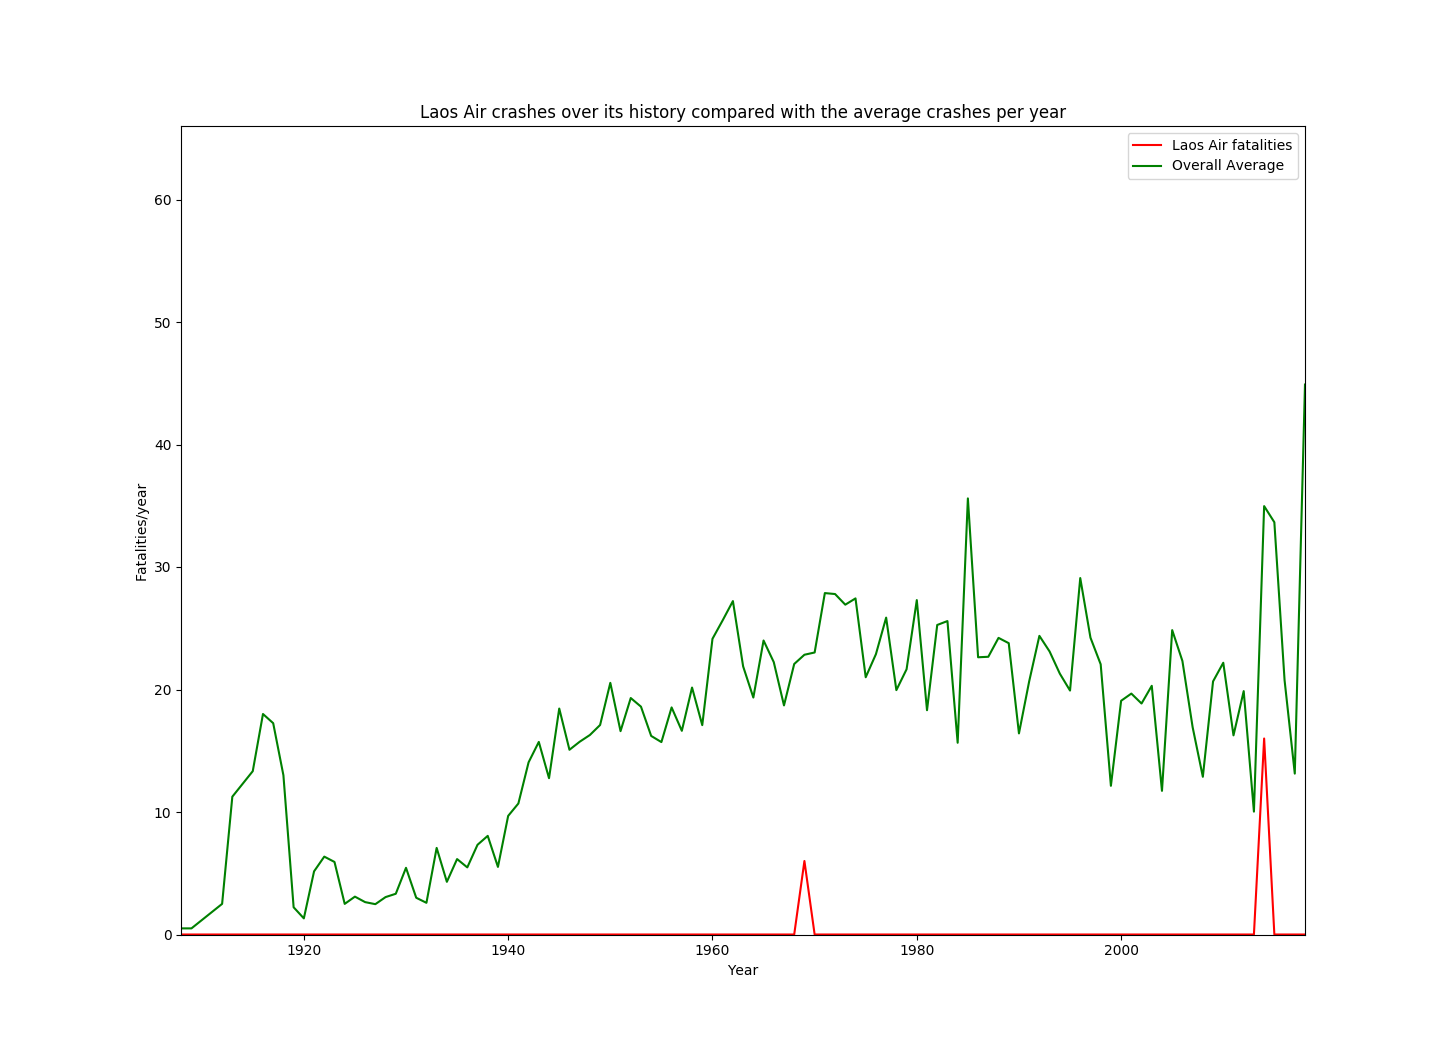 Laos Air crashes over its history compared with the average crashes per year
Laos Air fatalities
Overall Average
60
50
40
30
20
10
0
Fatalities/year
1920 1940 1960 1980 2000
Year